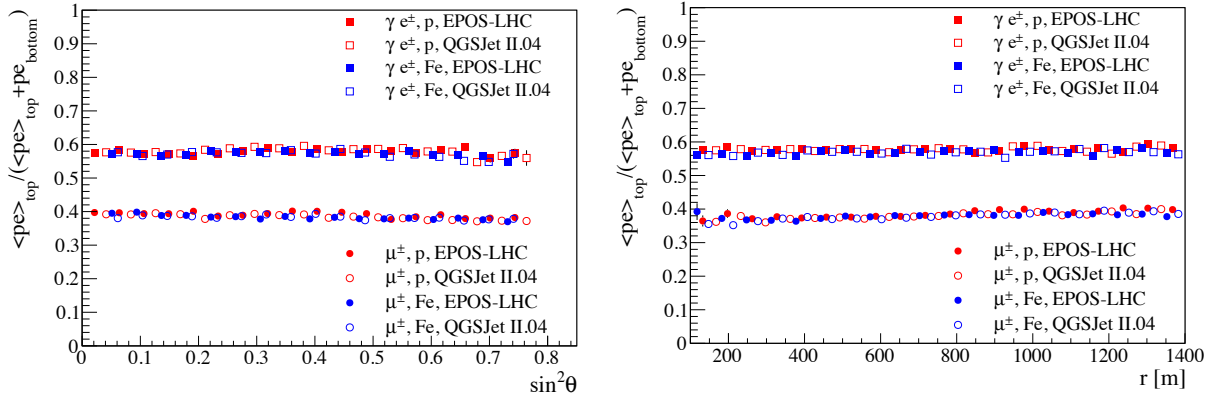 <pe>top/(<pe>top+pebottom)
1
0.9
0.8
0.7
0.6
0.5
0.4
0.3
0.2
0.1
0
γ e±, p, EPOS-LHC
γ e±, p, QGSJet II.04
γ e±, Fe, EPOS-LHC
γ e±, Fe, QGSJet II.04
μ±, p, EPOS-LHC
μ±, p, QGSJet II.04
μ±, Fe, EPOS-LHC
μ±, Fe, QGSJet II.04
0 0.1 0.2 0.3 0.4 0.5 0.6 0.7 0.8
sin²θ
<pe>top/(<pe>top+pebottom)
1
0.9
0.8
0.7
0.6
0.5
0.4
0.3
0.2
0.1
0
γ e±, p, EPOS-LHC
γ e±, p, QGSJet II.04
γ e±, Fe, EPOS-LHC
γ e±, Fe, QGSJet II.04
μ±, p, EPOS-LHC
μ±, p, QGSJet II.04
μ±, Fe, EPOS-LHC
μ±, Fe, QGSJet II.04
200 400 600 800 1000 1200 1400
r [m]